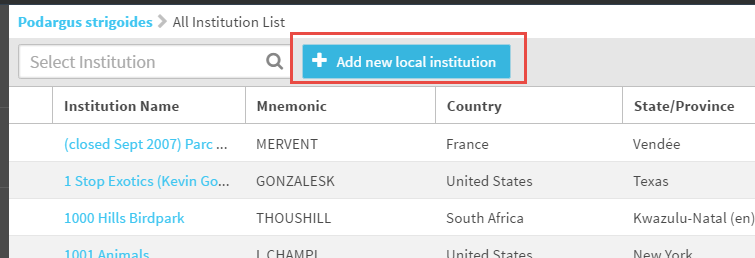 Podargus strigoides > All Institution List
Select Institution + Add new local institution
Institution Name Mnemonic Country State/Province
(closed Sept 2007) Parc ... MERVENT France Vendée
1 Stop Exotics (Kevin Go... GONZALESK United States Texas
1000 Hills Birdpark THOUSHILL South Africa Kwazulu-Natal (en)
1001 Animals United States New York